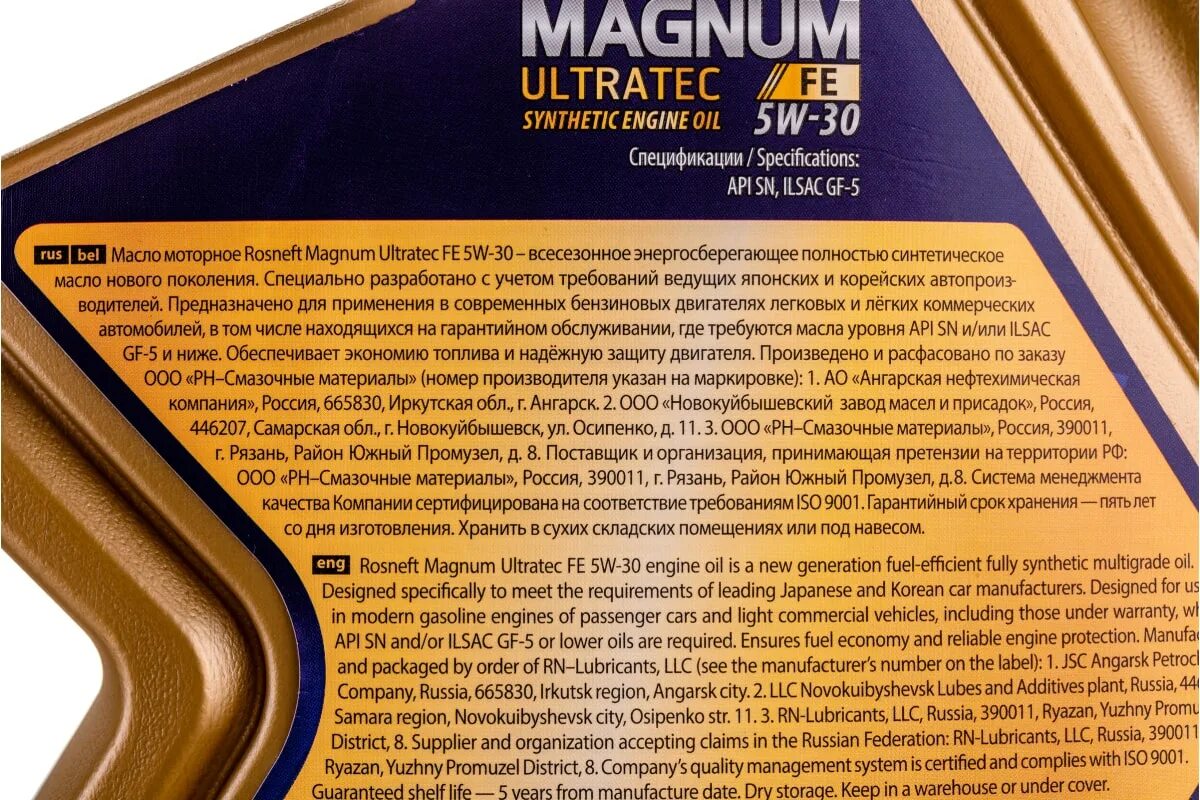 MAGNUM
ULTRATEC FE
SYNTHETIC ENGINE OIL 5W-30
Спецификации / Specifications:
API SN, ILSAC GF-5
rus bel Масло моторное Rosneft Magnum Ultratec FE 5W-30 – всесезонное энергосберегающее полностью синтетическое
масло нового поколения. Специально разработано с учетом требований ведущих японских и корейских автопроиз-
водителей. Предназначено для применения в современных бензиновых двигателях легковых и лёгких коммерческих
автомобилей, в том числе находящихся на гарантийном обслуживании, где требуются масла уровня API SN и/или ILSAC
GF-5 и ниже. Обеспечивает экономию топлива и надёжную защиту двигателя. Произведено и расфасовано по заказу
ООО «РН–Смазочные материалы» (номер производителя указан на маркировке): 1. АО «Ангарская нефтехимическая
компания», Россия, 665830, Иркутская обл., г. Ангарск. 2. ООО «Новокуйбышевский завод масел и присадок», Россия,
446207, Самарская обл., г. Новокуйбышевск, ул. Осипенко, д. 11. 3. ООО «РН–Смазочные материалы», Россия, 390011,
г. Рязань, Район Южный Промузел, д. 8. Поставщик и организация, принимающая претензии на территории РФ:
ООО «РН–Смазочные материалы», Россия, 390011, г. Рязань, Район Южный Промузел, д.8. Система менеджмента
качества Компании сертифицирована на соответствие требованиям ISO 9001. Гарантийный срок хранения — пять лет
со дня изготовления. Хранить в сухих складских помещениях или под навесом.
eng Rosneft Magnum Ultratec FE 5W-30 engine oil is a new generation fuel-efficient fully synthetic multigrade oil.
Designed specifically to meet the requirements of leading Japanese and Korean car manufacturers. Designed for us
in modern gasoline engines of passenger cars and light commercial vehicles, including those under warranty, wh
API SN and/or ILSAC GF-5 or lower oils are required. Ensures fuel economy and reliable engine protection. Manufac
and packaged by order of RN–Lubricants, LLC (see the manufacturer's number on the label): 1. JSC Angarsk Petroch
Company, Russia, 665830, Irkutsk region, Angarsk city. 2. LLC Novokuibyshevsk Lubes and Additives plant, Russia, 446
Samara region, Novokuibyshevsk city, Osipenko str. 11. 3. RN-Lubricants, LLC, Russia, 390011, Ryazan, Yuzhny Promu
District, 8. Supplier and organization accepting claims in the Russian Federation: RN-Lubricants, LLC, Russia, 390011
Ryazan, Yuzhny Promuzel District, 8. Company's quality management system is certified and complies with ISO 9001.
Guaranteed shelf life — 5 years from manufacture date. Dry storage. Keep in a warehouse or under cover.